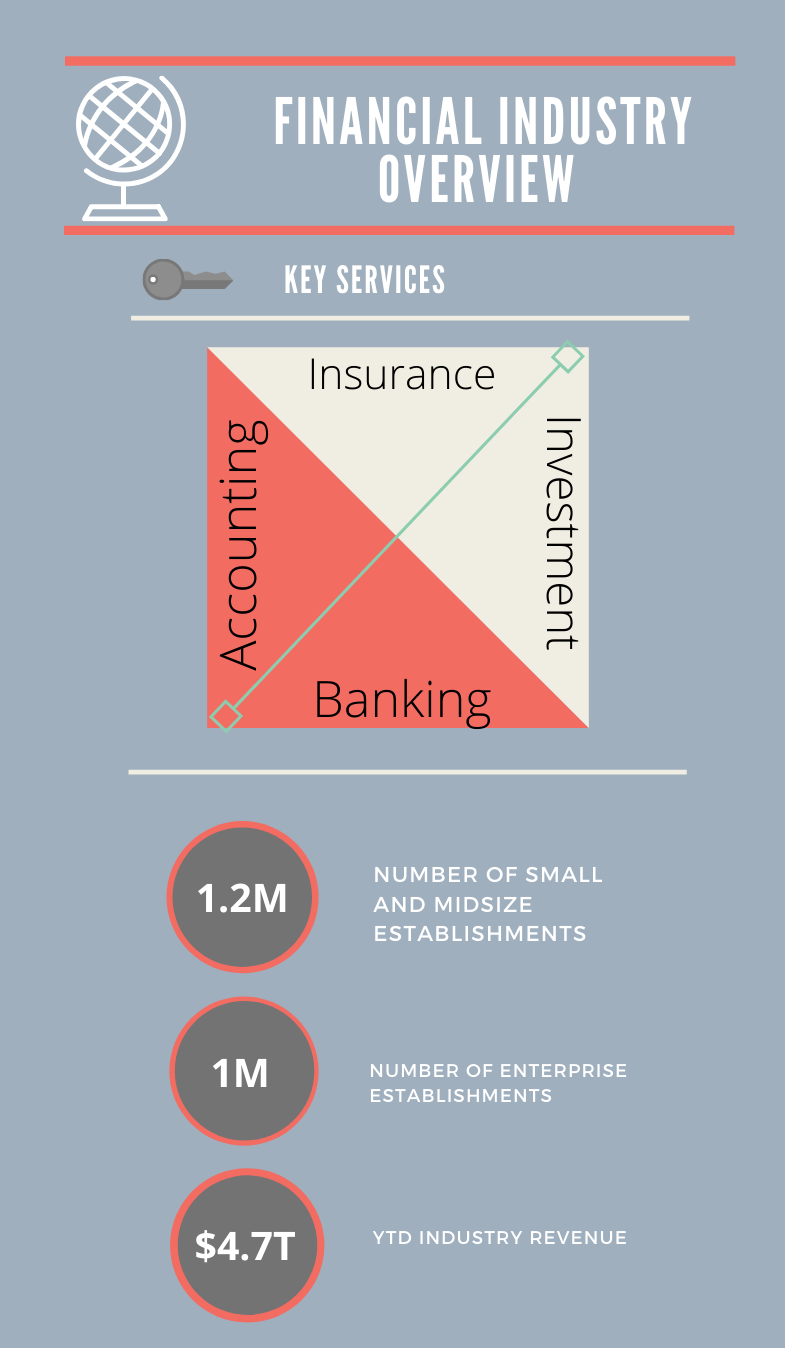 FINANCIAL INDUSTRY
OVERVIEW
KEY SERVICES
Insurance
Accounting
Investment
Banking
1.2M
NUMBER OF SMALL
AND MIDSIZE
ESTABLISHMENTS
1M
NUMBER OF ENTERPRISE
ESTABLISHMENTS
$4.7T
YTD INDUSTRY REVENUE